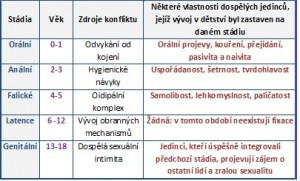 Stádia Věk Zdroje konfliktu Některé vlastnosti dospělých jedinců,
jejíž vývoj v dětství byl zastaven na
daném stádiu
Orální 0-1 Odvykání od
kojení Orální projevy, kouření, přejídání,
pasivita a naivita
Anální 2-3 Hygienické
návyky Uspořádanost, šetrnost, tvrdohlavost
Falické 4-5 Oidipální
komplex Samolibost, lehkomyslnost, paličatost
Latence 6-12 Vývoj obranných
mechanismů Žádná: v tomto období neexistují fixace
Genitální 13-18 Dospělá sexuální
intimita Jedinci, kteří úspěšně integrovali
předchozí stádia, projevují zájem o
ostatní lidi a zralou sexualitu